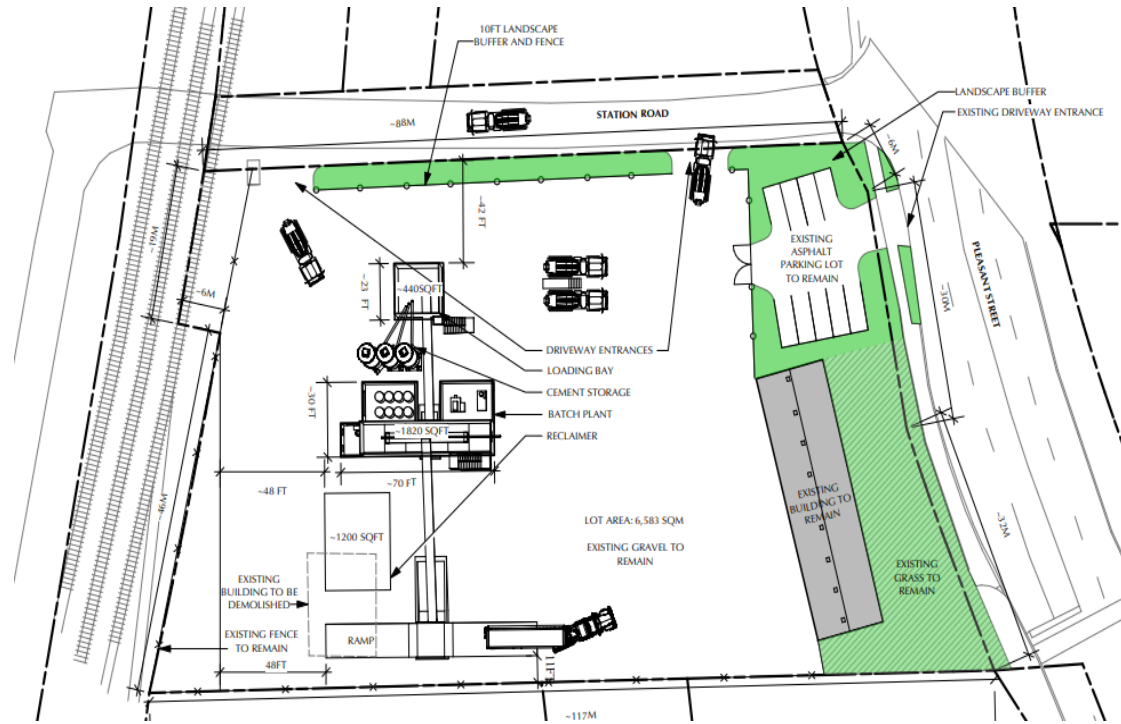 10FT LANDSCAPE
BUFFER AND FENCE
LANDSCAPE BUFFER
EXISTING DRIVEWAY ENTRANCE
STATION ROAD
~88M
~6M
~42 FT
~19M
~6M
EXISTING
ASPHALT
PARKING LOT
TO REMAIN
PLEASANT STREET
~30M
~440SQFT
~23 FT
DRIVEWAY ENTRANCES
LOADING BAY
CEMENT STORAGE
BATCH PLANT
RECLAIMER
~30 FT
~1820 SQFT
~70 FT
~48 FT
~46M
~1200 SQFT
LOT AREA: 6,583 SQM
EXISTING GRAVEL TO
REMAIN
EXISTING
BUILDING TO
REMAIN
~32M
EXISTING
GRASS TO
REMAIN
EXISTING
BUILDING TO BE
DEMOLISHED
EXISTING FENCE
TO REMAIN
RAMP
48FT
11FT
~117M